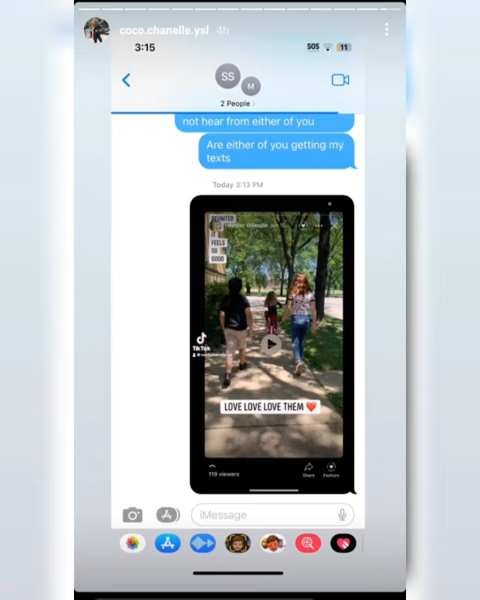 coco.chanelle.ysl 4h
3:15
SOS
11
SS
M
2 People
not hear from either of you
Are either of you getting my
texts
Today 3:13 PM
REUNITED
IT
FEELS
SO
GOOD
TikTok
LOVE LOVE LOVE THEM
119 viewers
Share
Feature
iMessage